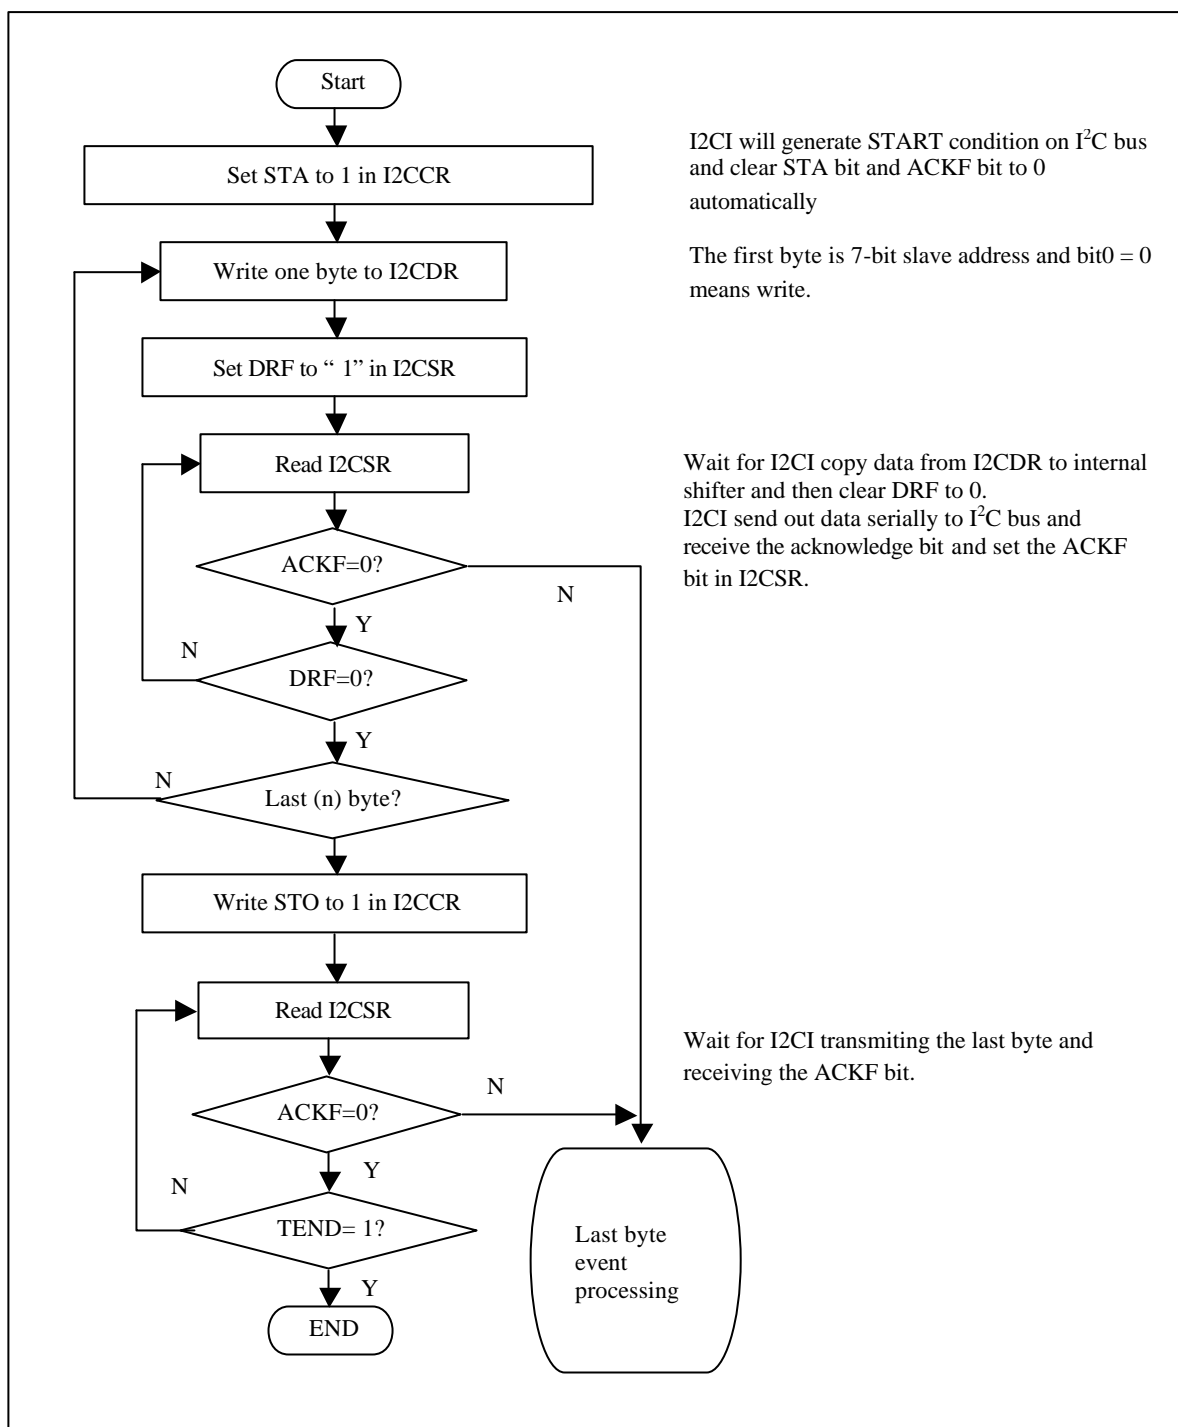 Start
I2CI will generate START condition on I²C bus
and clear STA bit and ACKF bit to 0
automatically
Set STA to 1 in I2CCR
The first byte is 7-bit slave address and bit0 = 0
means write.
Write one byte to I2CDR
Set DRF to “ 1” in I2CSR
Read I2CSR
Wait for I2CI copy data from I2CDR to internal
shifter and then clear DRF to 0.
I2CI send out data serially to I²C bus and
receive the acknowledge bit and set the ACKF
bit in I2CSR.
ACKF=0?
N
Y
N
DRF=0?
Y
N
Last (n) byte?
Write STO to 1 in I2CCR
Read I2CSR
Wait for I2CI transmiting the last byte and
receiving the ACKF bit.
N
ACKF=0?
Y
N
TEND= 1?
Last byte
event
processing
Y
END